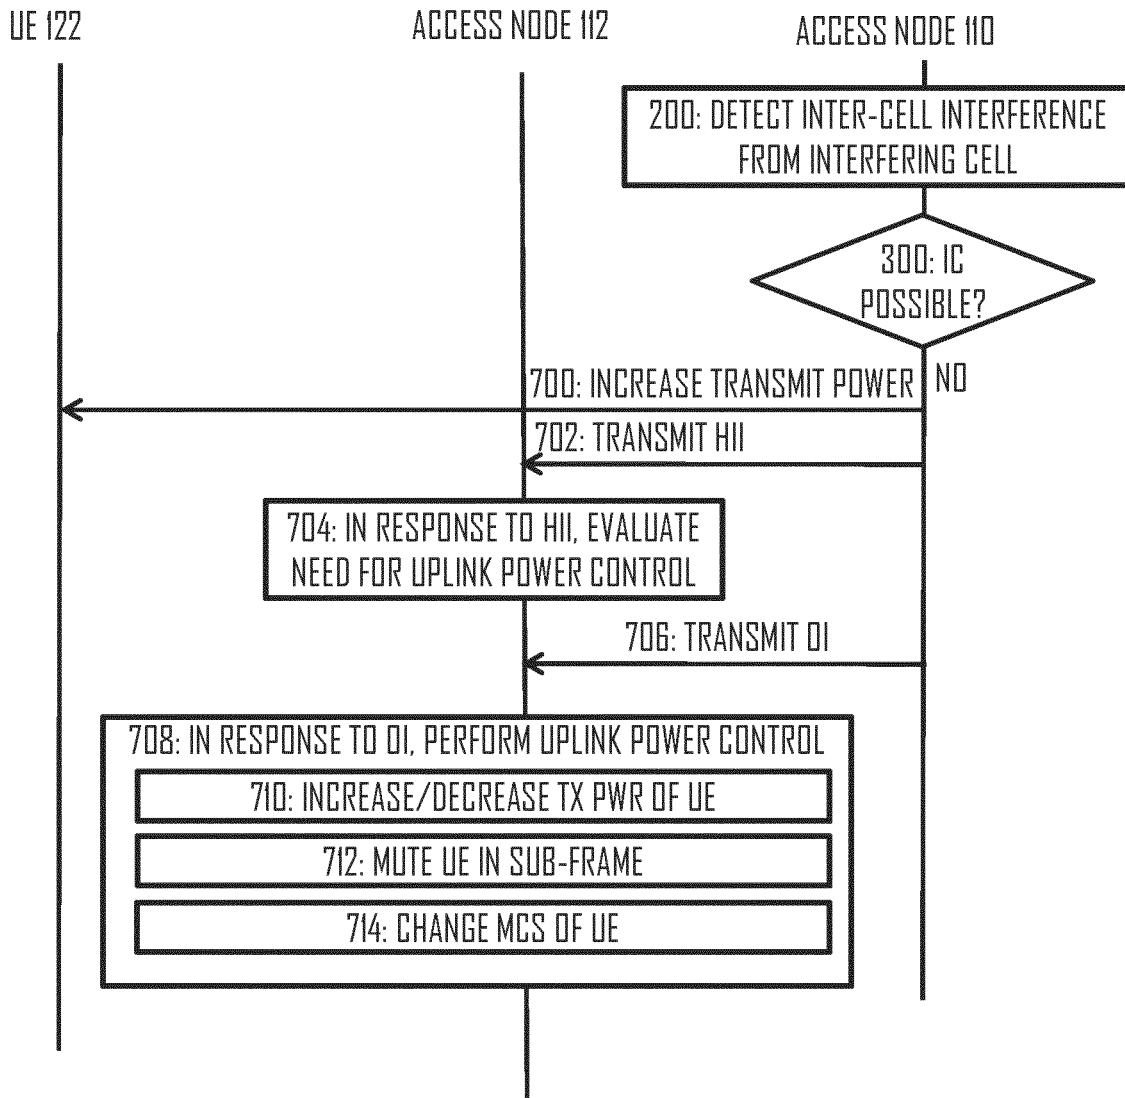 UE 122
ACCESS NODE 112
ACCESS NODE 110
200: DETECT INTER-CELL INTERFERENCE
FROM INTERFERING CELL
300: IC
POSSIBLE?
NO
700: INCREASE TRANSMIT POWER
702: TRANSMIT HII
704: IN RESPONSE TO HII, EVALUATE
NEED FOR UPLINK POWER CONTROL
706: TRANSMIT OI
708: IN RESPONSE TO OI, PERFORM UPLINK POWER CONTROL
710: INCREASE/DECREASE TX PWR OF UE
712: MUTE UE IN SUB-FRAME
714: CHANGE MCS OF UE